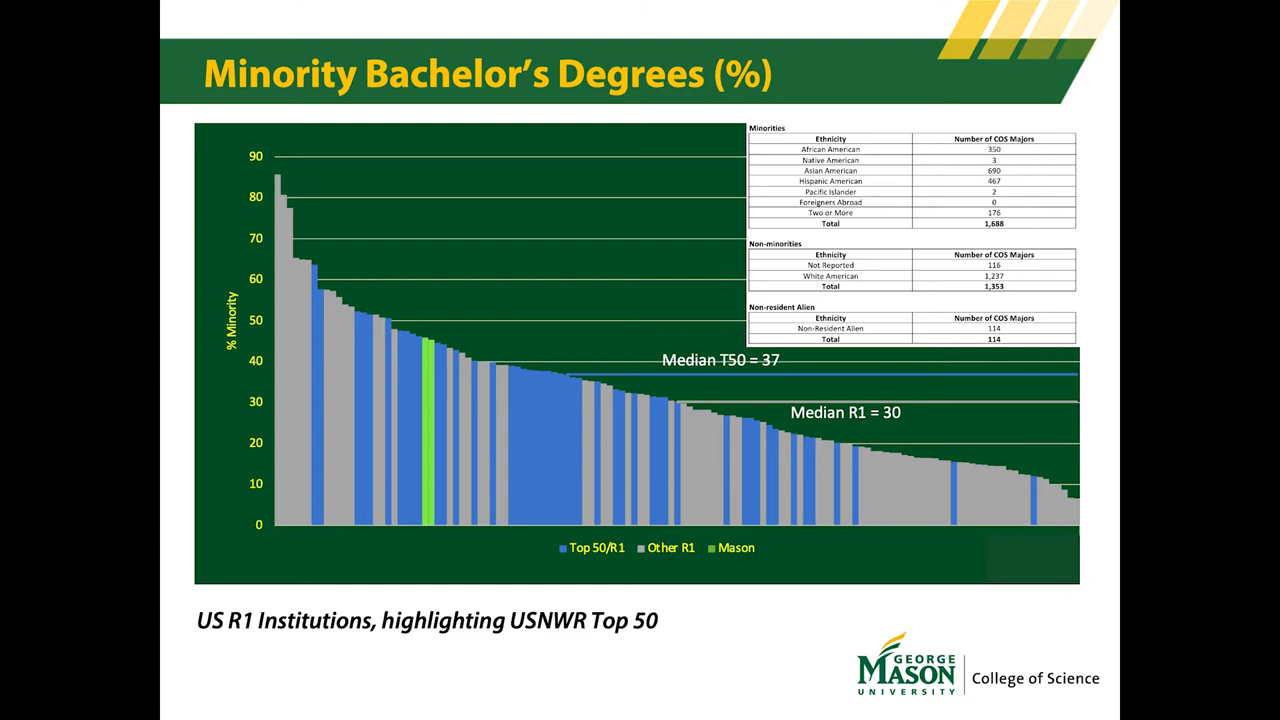 Minority Bachelor's Degrees (%)
Minorities
Ethnicity Number of COS Majors
African American 350
Native American 3
Asian American 690
Hispanic American 467
Pacific Islander 2
Foreigners Abroad 0
Two or More 176
Total 1,688
Non-minorities
Ethnicity Number of COS Majors
Not Reported 116
White American 1,237
Total 1,353
Non-resident Alien
Ethnicity Number of COS Majors
Non-Resident Alien 114
Total 114
% Minority
90
80
70
60
50
40
30
20
10
0
Median T50 = 37
Median R1 = 30
Top 50/R1 Other R1 Mason
US R1 Institutions, highlighting USNWR Top 50
GEORGE
MASON
UNIVERSITY
College of Science